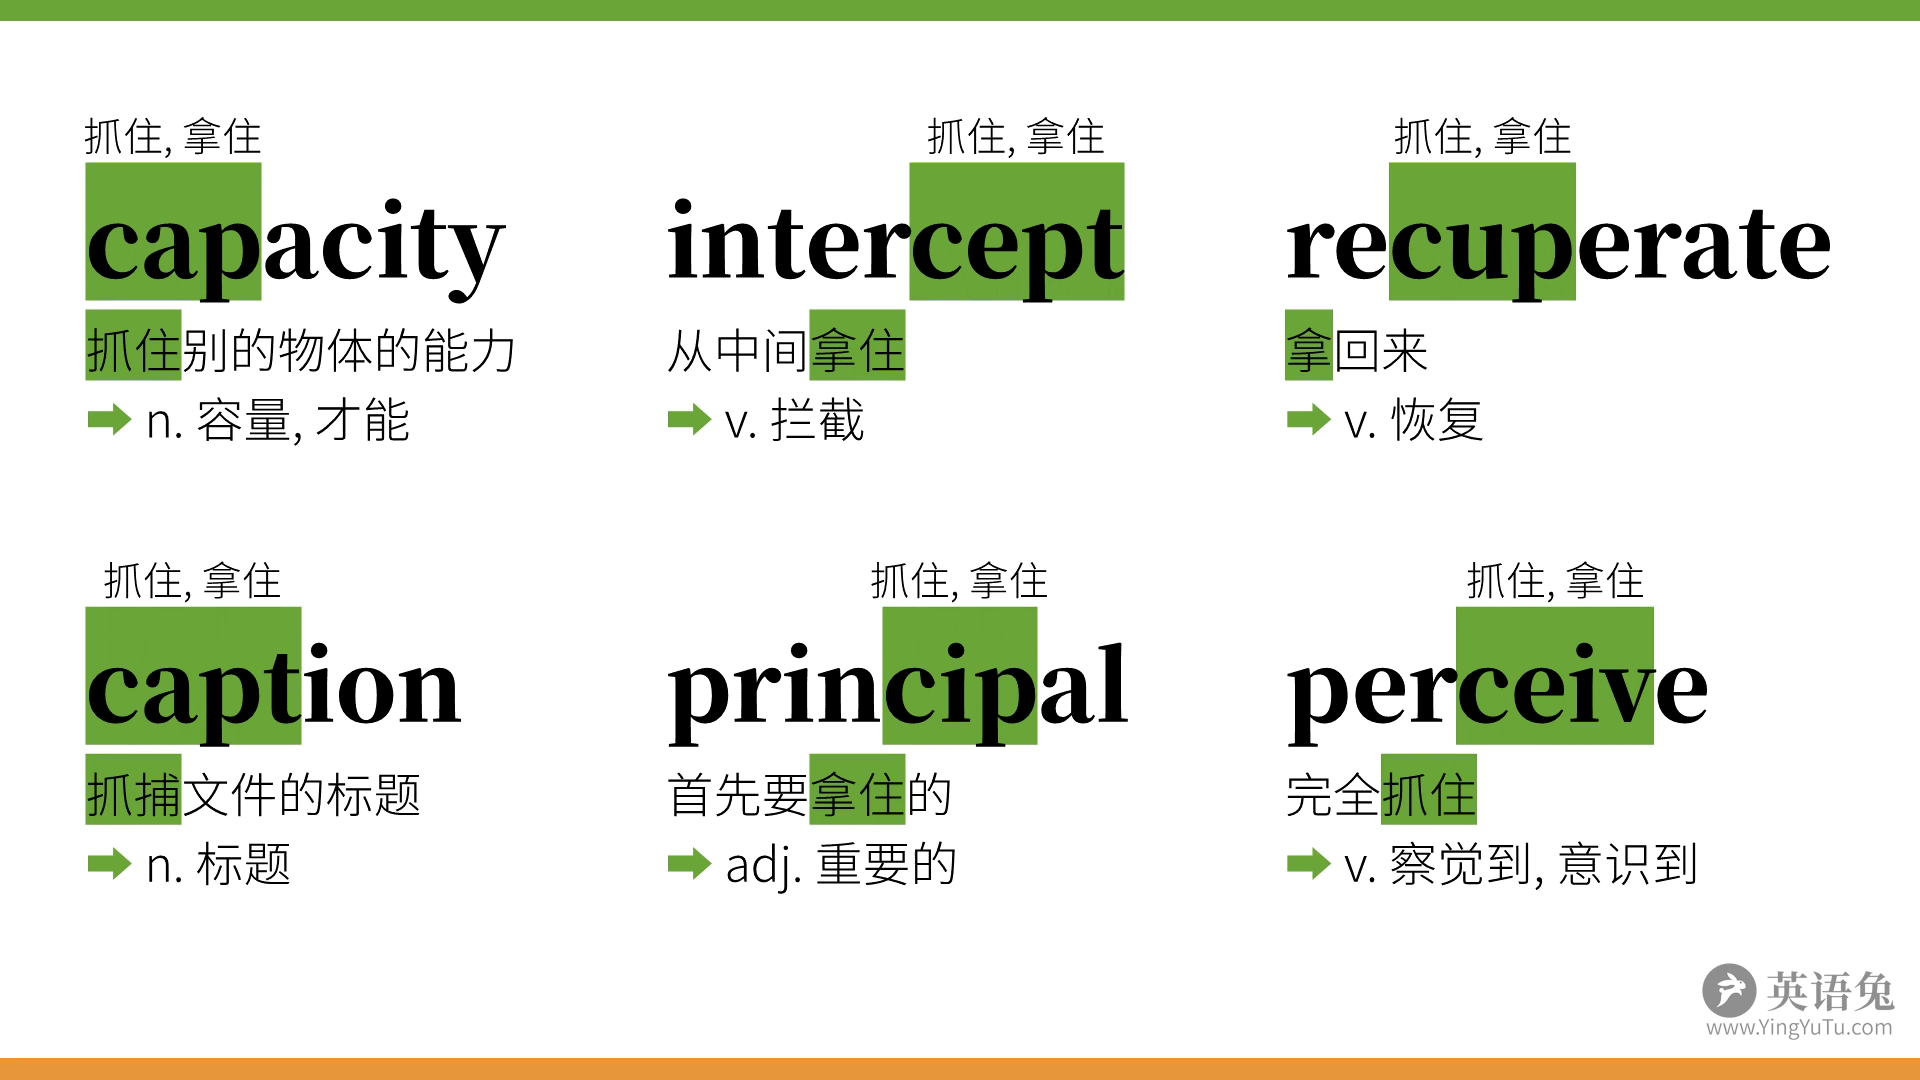 抓住, 拿住
capacity
抓住别的物体的能力
n. 容量, 才能
抓住, 拿住
intercept
从中间拿住
v. 拦截
抓住, 拿住
recuperate
拿回来
v. 恢复
抓住, 拿住
caption
抓捕文件的标题
n. 标题
抓住, 拿住
principal
首先要拿住的
adj. 重要的
抓住, 拿住
perceive
完全抓住
v. 察觉到, 意识到
英语兔
www.YingYuTu.com